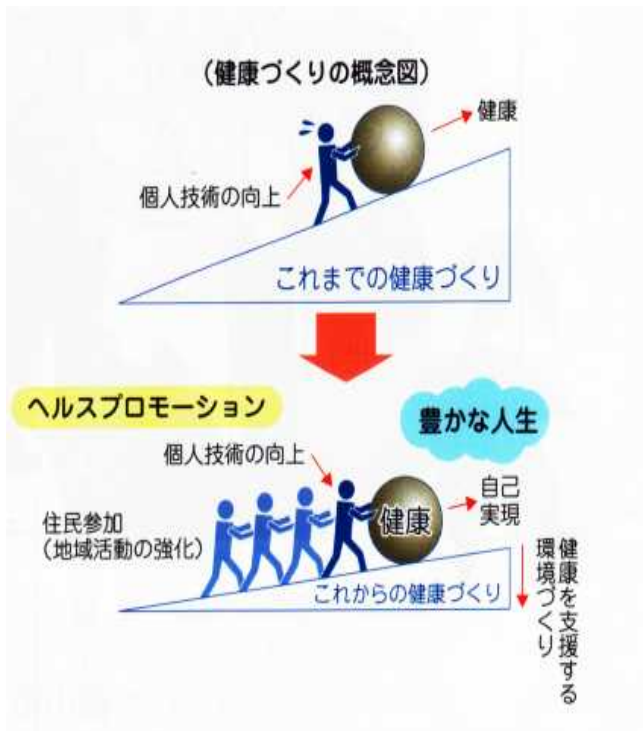 （健康づくりの概念図）
健康
個人技術の向上
これまでの健康づくり
ヘルスプロモーション
豊かな人生
個人技術の向上
自己
実現
健康
住民参加
（地域活動の強化）
これからの健康づくり
健康を支援する
環境づくり